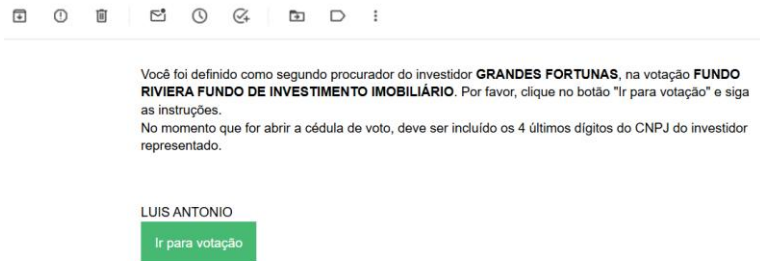 Você foi definido como segundo procurador do investidor GRANDES FORTUNAS, na votação FUNDO
RIVIERA FUNDO DE INVESTIMENTO IMOBILIÁRIO. Por favor, clique no botão "Ir para votação" e siga
as instruções.
No momento que for abrir a cédula de voto, deve ser incluído os 4 últimos dígitos do CNPJ do investidor
representado.
LUIS ANTONIO
Ir para votação